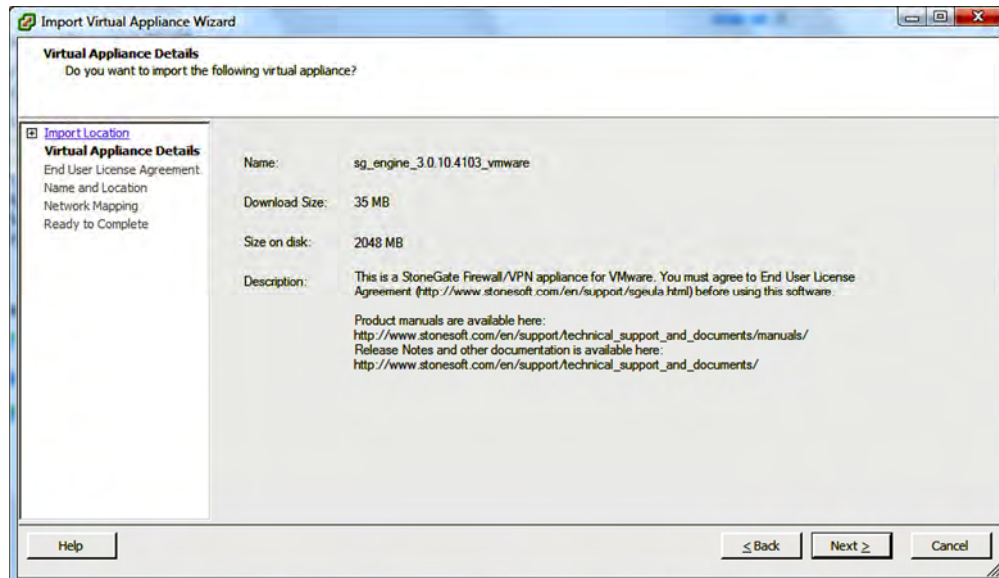 Import Virtual Appliance Wizard
Virtual Appliance Details
Do you want to import the following virtual appliance?
Import Location
Virtual Appliance Details
End User License Agreement
Name and Location
Network Mapping
Ready to Complete
Name: sg_engine_3.0.10.4103_vmware
Download Size: 35 MB
Size on disk: 2048 MB
Description: This is a StoneGate Firewall/VPN appliance for VMware. You must agree to End User License
Agreement (http://www.stonesoft.com/en/support/sgeula.html) before using this software.
Product manuals are available here:
http://www.stonesoft.com/en/support/technical_support_and_documents/manuals/
Release Notes and other documentation is available here:
http://www.stonesoft.com/en/support/technical_support_and_documents/
Help ≤ Back Next ≥ Cancel